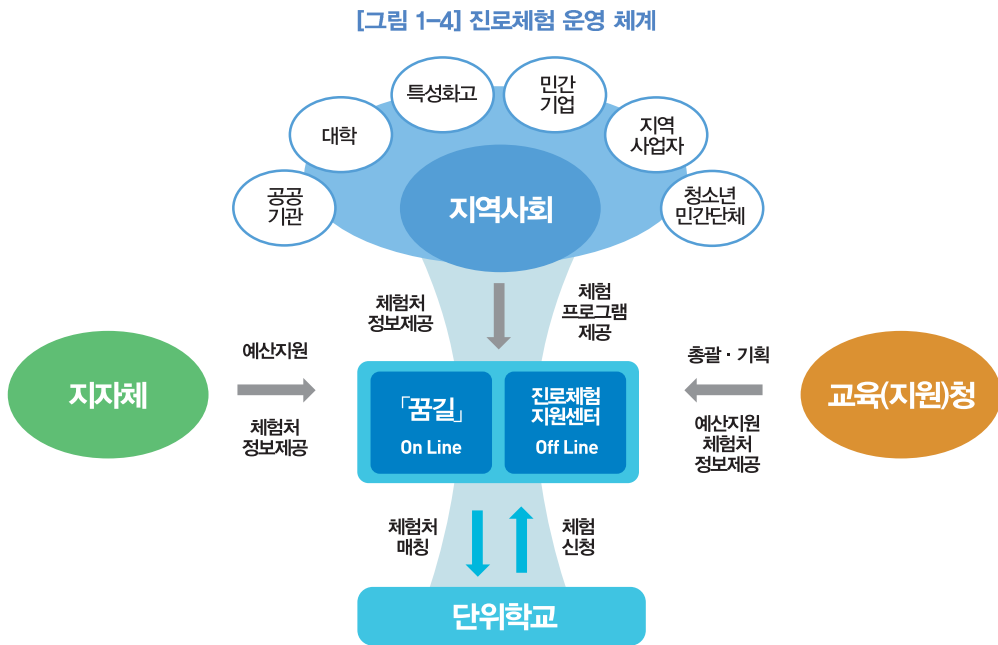 [그림 1-4] 진로체험 운영 체계
특성화고
민간
기업
대학
지역
사업자
공공
기관
청소년
민간단체
지역사회
체험처
정보제공
체험
프로그램
제공
지자체
예산지원
체험처
정보제공
「꿈길」
On Line
진로체험
지원센터
Off Line
총괄·기획
예산지원
체험처
정보제공
교육(지원)청
체험처
매칭
체험
신청
단위학교